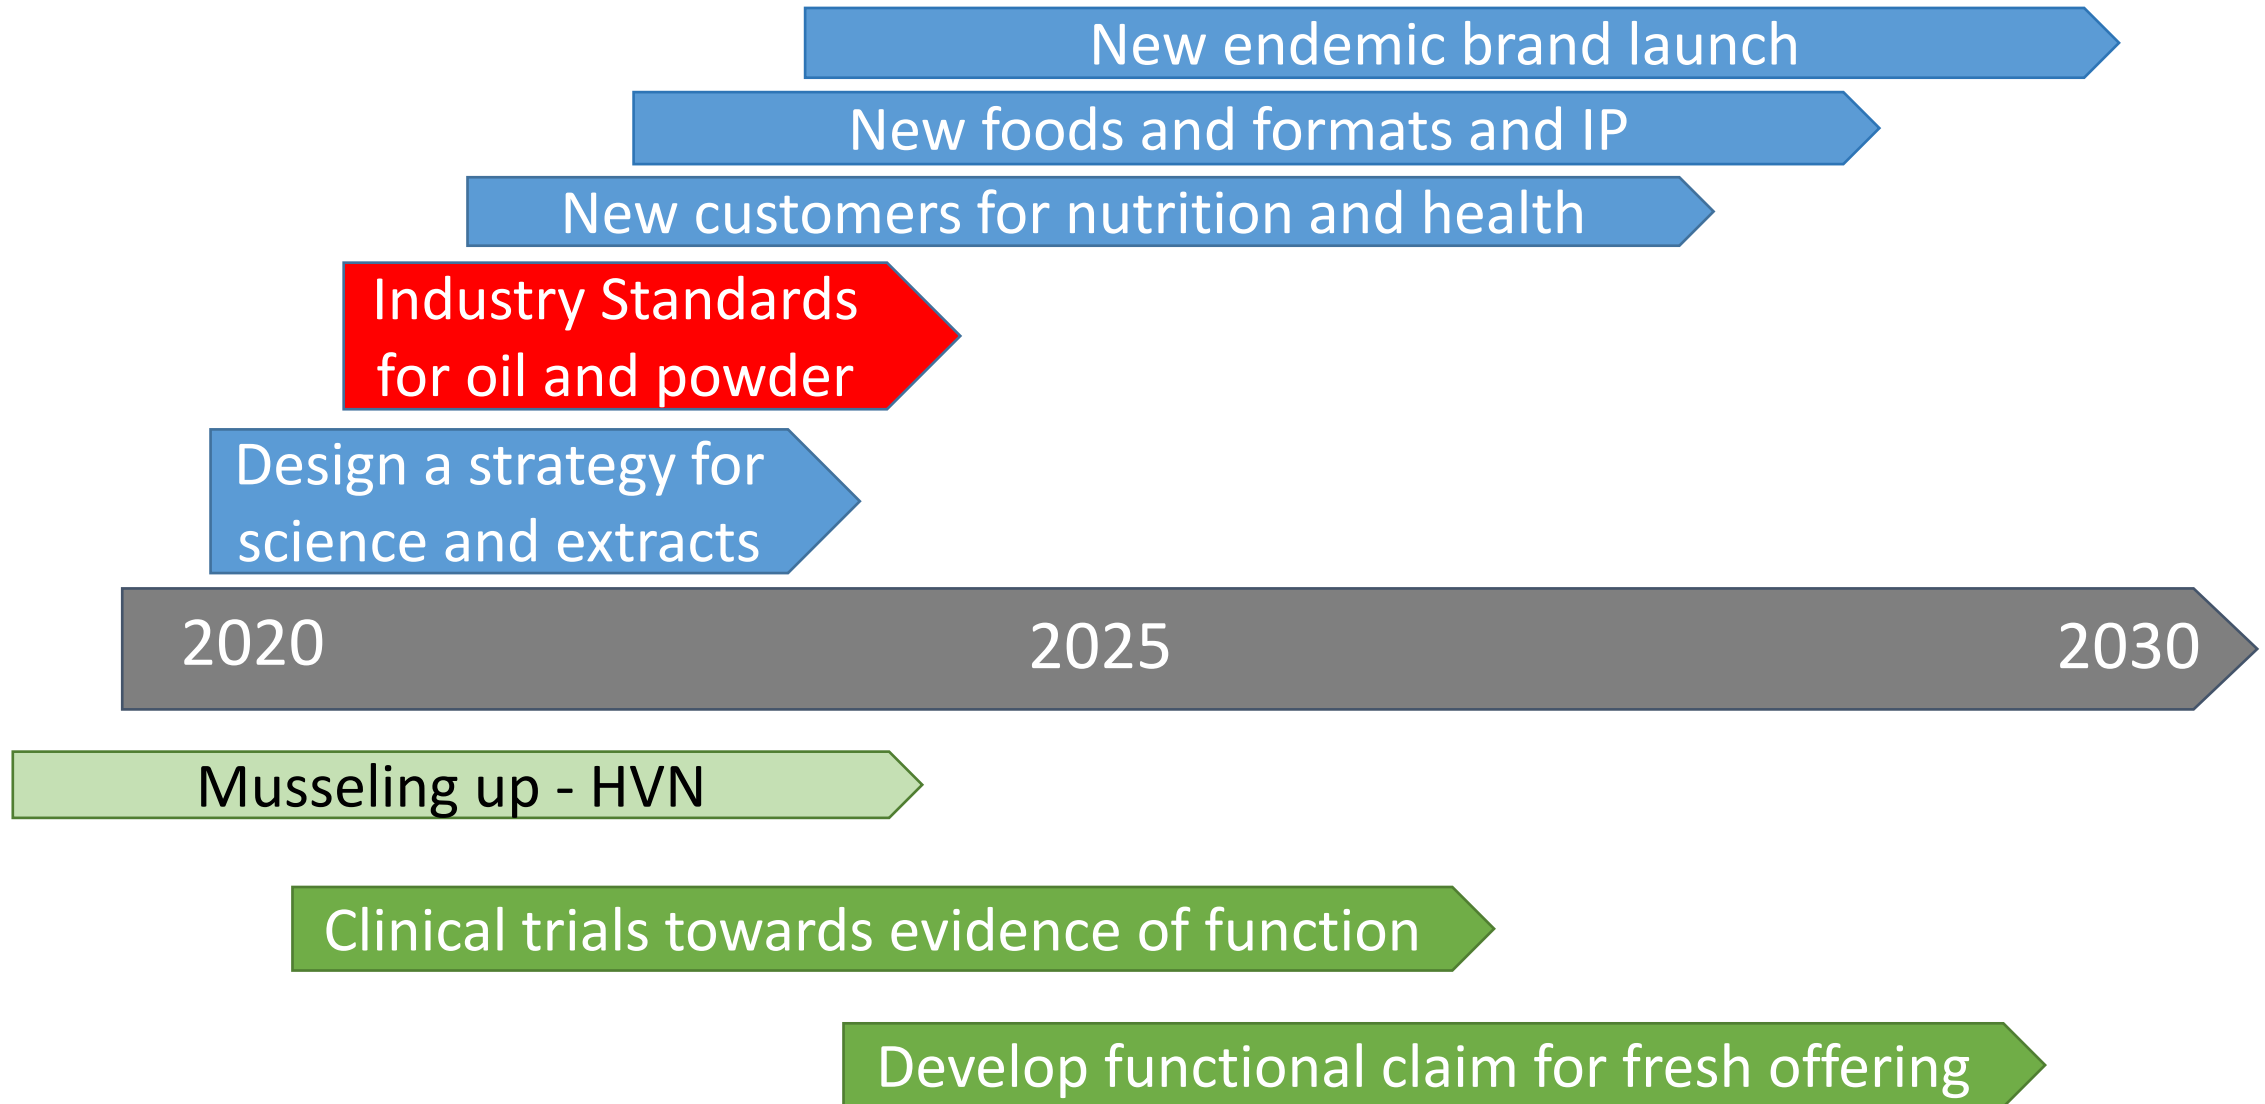 New endemic brand launch
New foods and formats and IP
New customers for nutrition and health
Industry Standards
for oil and powder
Design a strategy for
science and extracts
2020 2025 2030
Musseling up - HVN
Clinical trials towards evidence of function
Develop functional claim for fresh offering